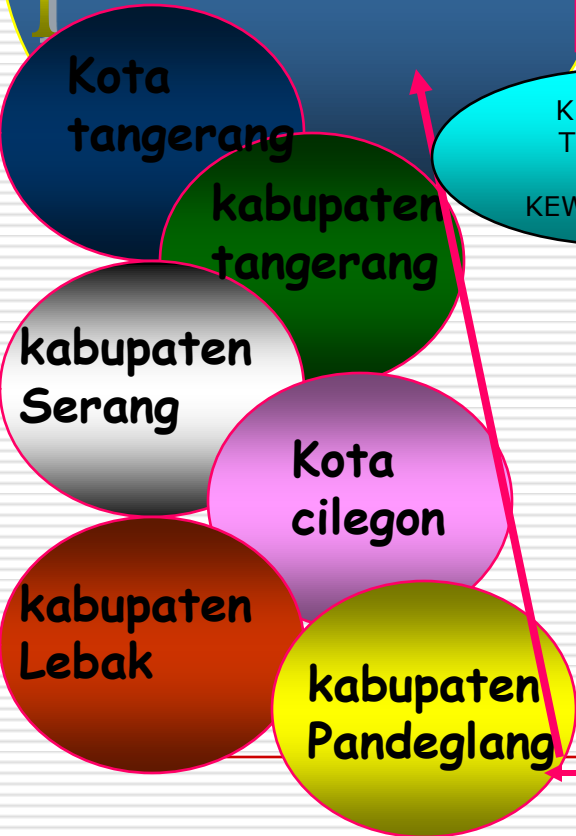 Kota
tangerang
kabupaten
tangerang
kabupaten
Serang
Kota
cilegon
kabupaten
Lebak
kabupaten
Pandeglang